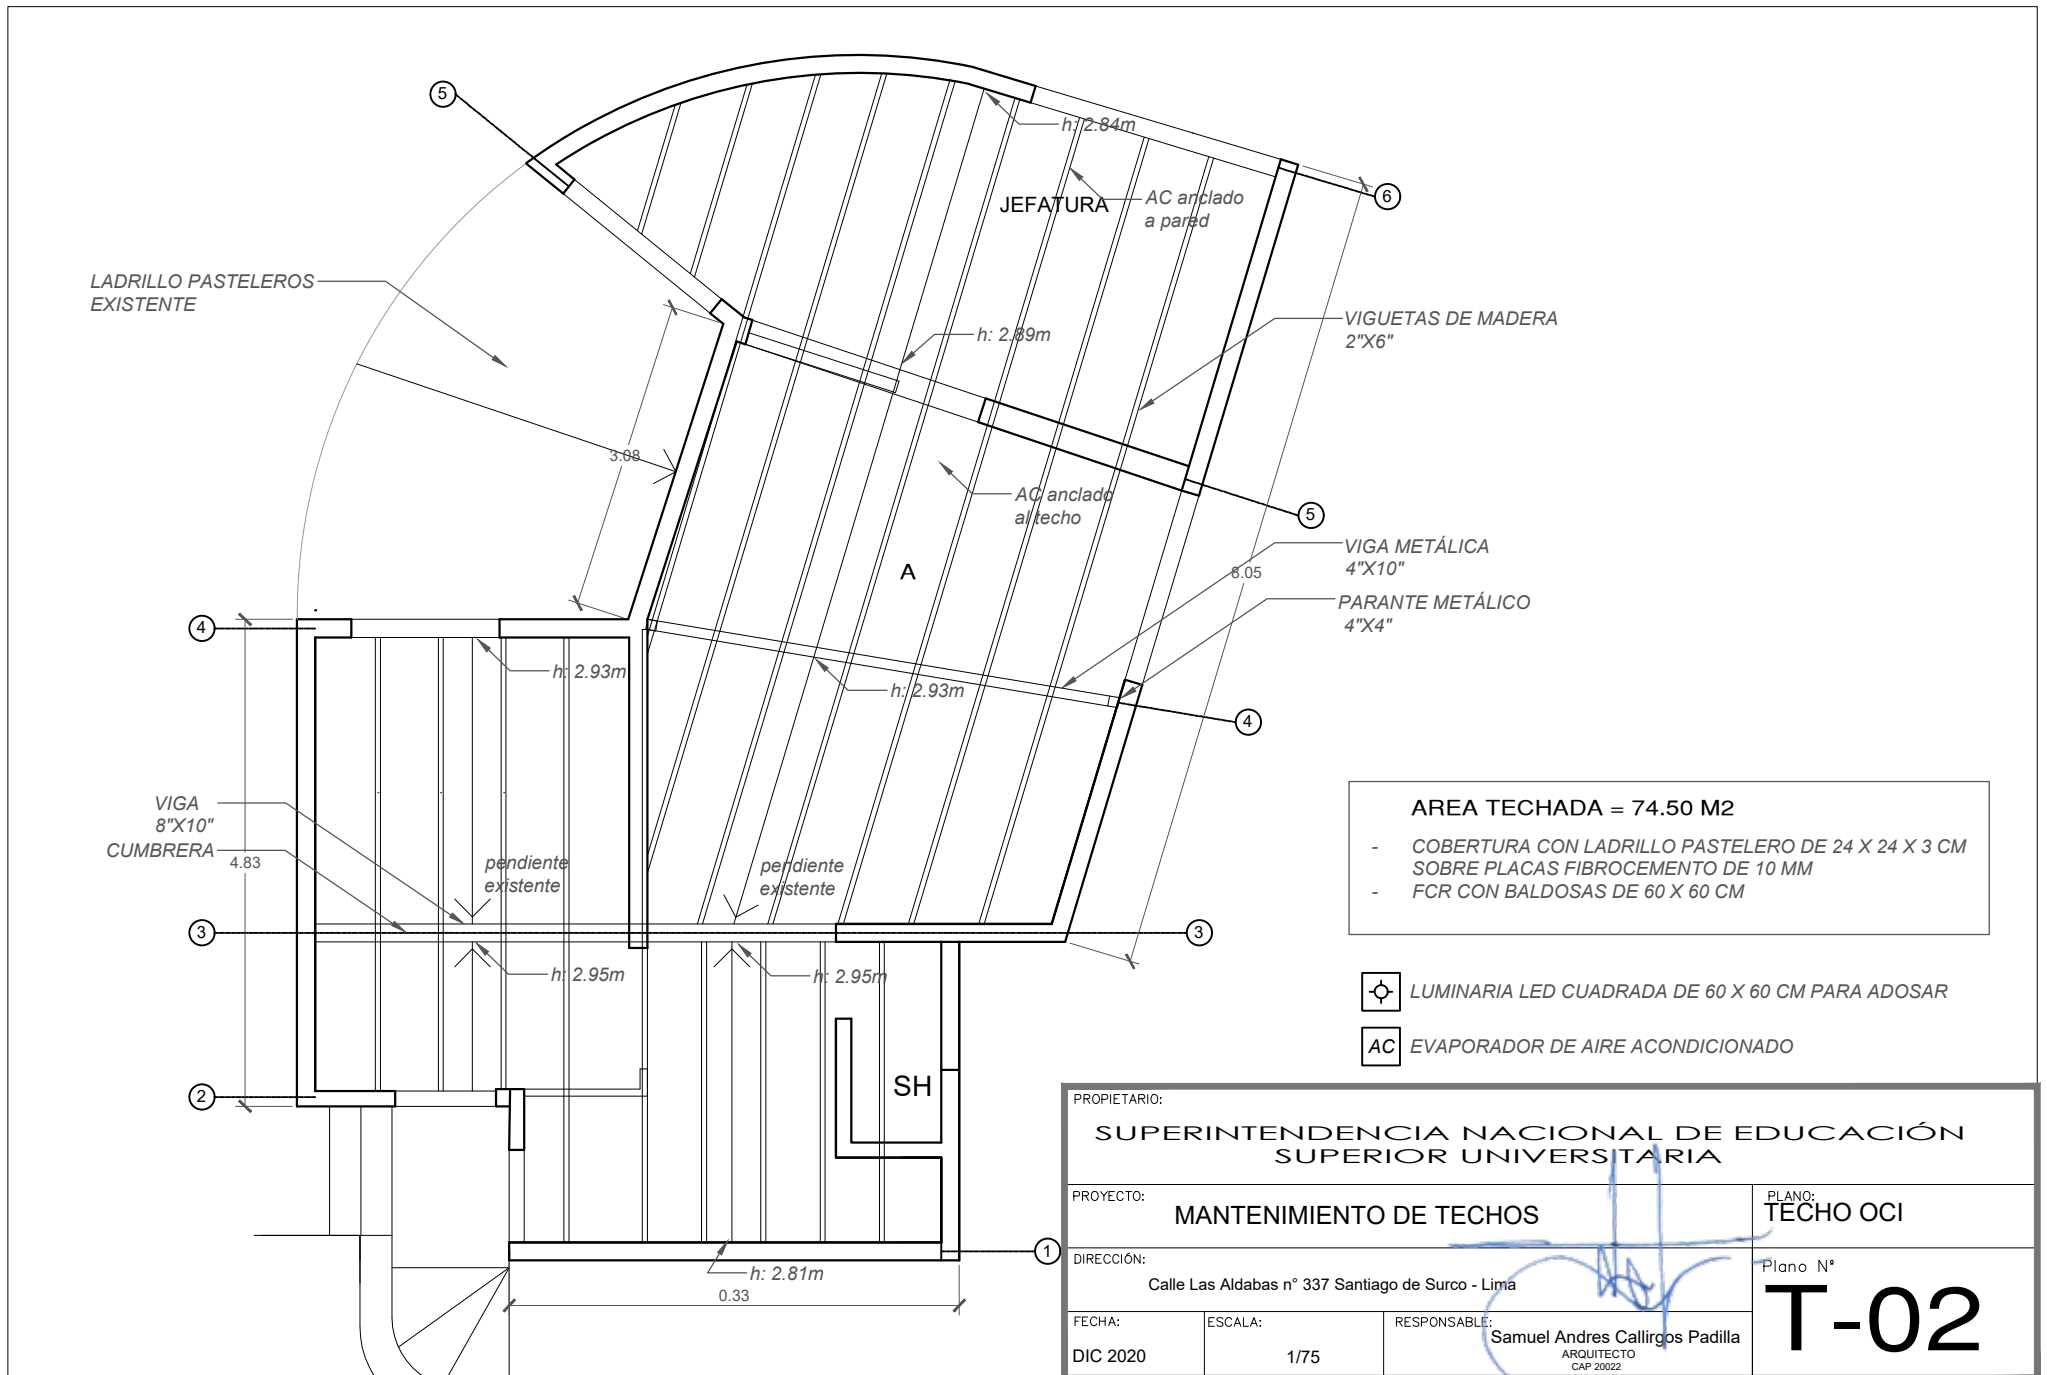 5
h: 2.84m
6
JEFATURA
AC anclado
a pared
LADRILLO PASTELEROS
EXISTENTE
h: 2.89m
VIGUETAS DE MADERA
2"X6"
3.08
AC anclado
al techo
5
VIGA METÁLICA
4"X10"
A
8.05
PARANTE METÁLICO
4"X4"
4
h: 2.93m
h: 2.93m
4
VIGA
8"X10"
CUMBRERA
4.83
pendiente
existente
pendiente
existente
AREA TECHADA = 74.50 M2
- COBERTURA CON LADRILLO PASTELERO DE 24 X 24 X 3 CM
SOBRE PLACAS FIBROCEMENTO DE 10 MM
- FCR CON BALDOSAS DE 60 X 60 CM
3
3
h: 2.95m
h: 2.95m
LUMINARIA LED CUADRADA DE 60 X 60 CM PARA ADOSAR
AC EVAPORADOR DE AIRE ACONDICIONADO
SH
2
1
h: 2.81m
0.33
PROPIETARIO:
SUPERINTENDENCIA NACIONAL DE EDUCACIÓN
SUPERIOR UNIVERSITARIA
PROYECTO:
MANTENIMIENTO DE TECHOS
PLANO:
TECHO OCI
DIRECCIÓN:
Calle Las Aldabas n° 337 Santiago de Surco - Lima
Plano N°
T-02
FECHA:
DIC 2020
ESCALA:
1/75
RESPONSABLE:
Samuel Andres Callirgos Padilla
ARQUITECTO
CAP 20022